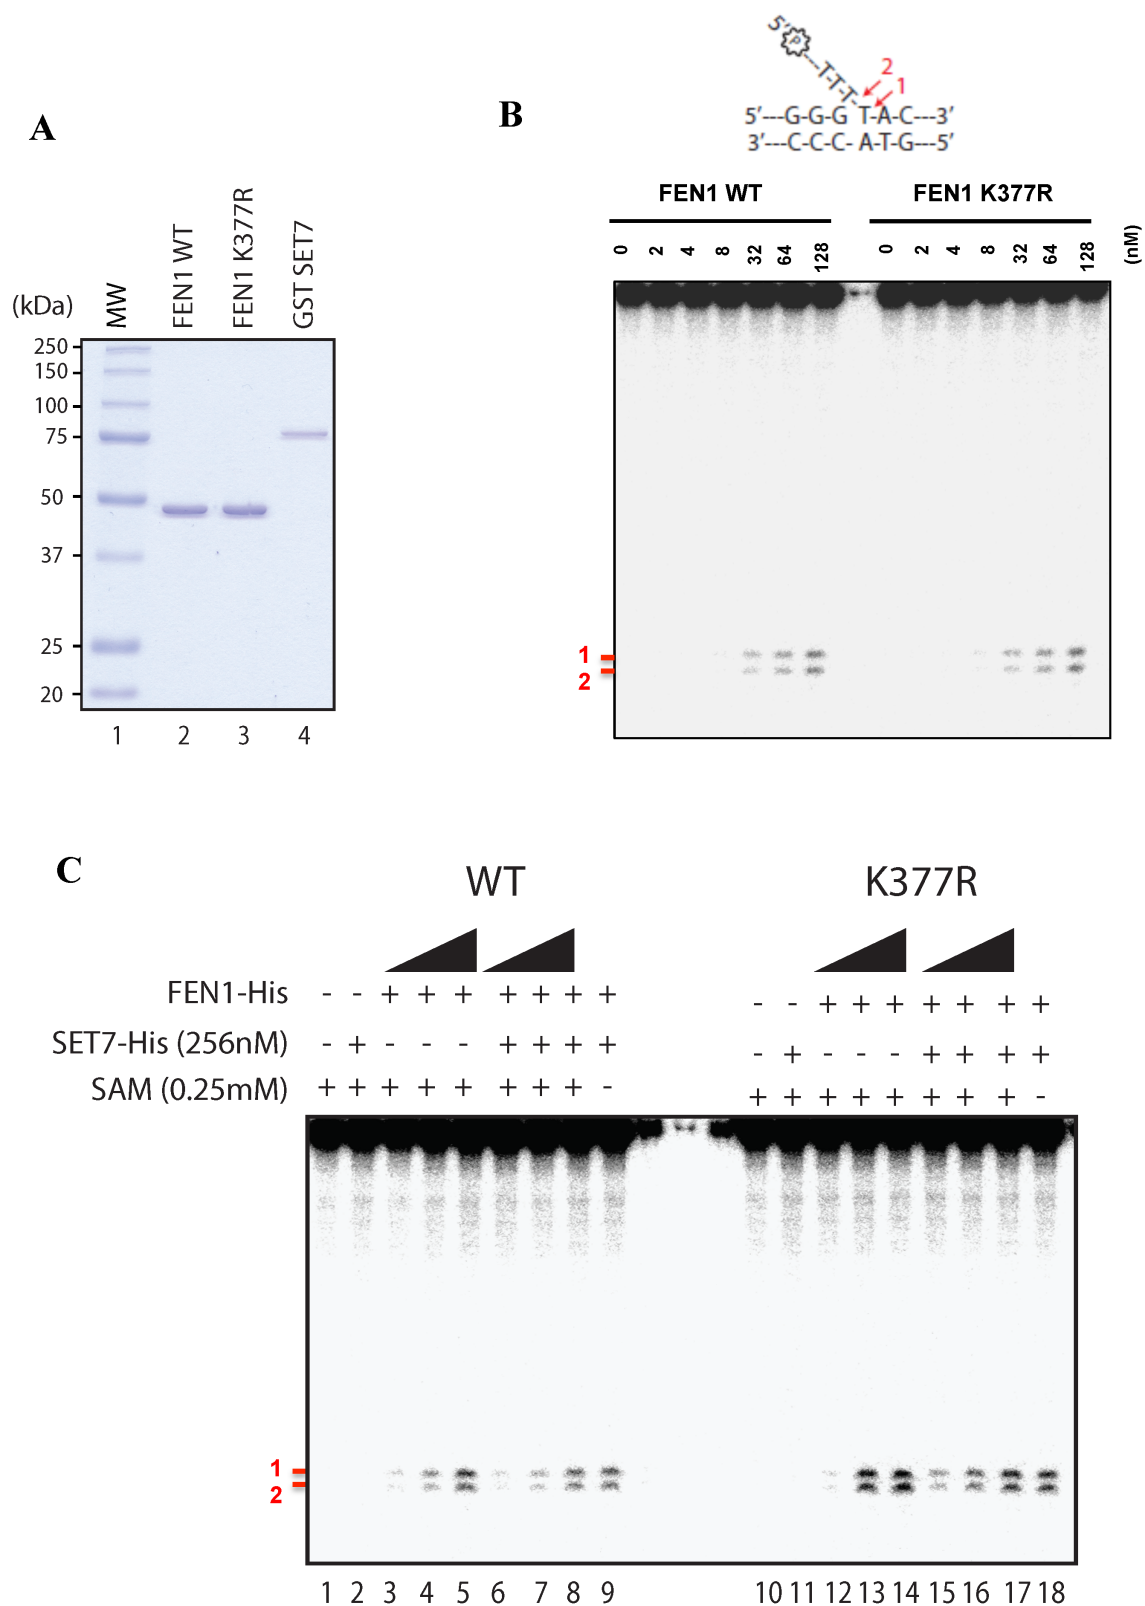 A
(kDa)
MW
FEN1 WT
FEN1 K377R
GST SET7
250
150
100
75
50
37
25
20
1 2 3 4
B
5' P T-T-T 2
1
5'---G-G-G T-A-C---3'
3'---C-C-C- A-T-G---5'
FEN1 WT FEN1 K377R
0 2 4 8 32 64 128 0 2 4 8 32 64 128 (nM)
1
2
C
WT K377R
FEN1-His - - + + + + + + + - - + + + + + + +
SET7-His (256nM) - + - - - + + + + - + - - - + + + +
SAM (0.25mM) + + + + + + + + - + + + + + + + + -
1
2
1 2 3 4 5 6 7 8 9 10 11 12 13 14 15 16 17 18